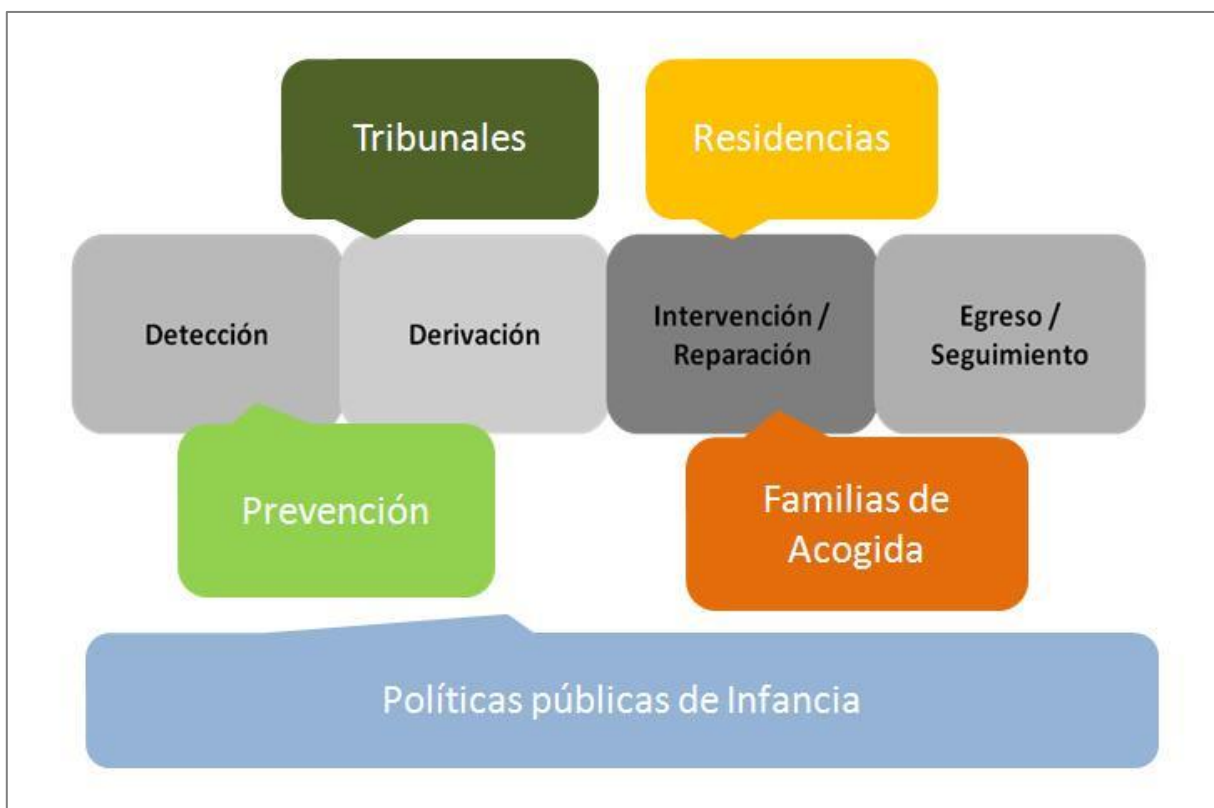 Tribunales
Residencias
Detección
Derivación
Intervención /
Reparación
Egreso /
Seguimiento
Prevención
Familias de
Acogida
Políticas públicas de Infancia